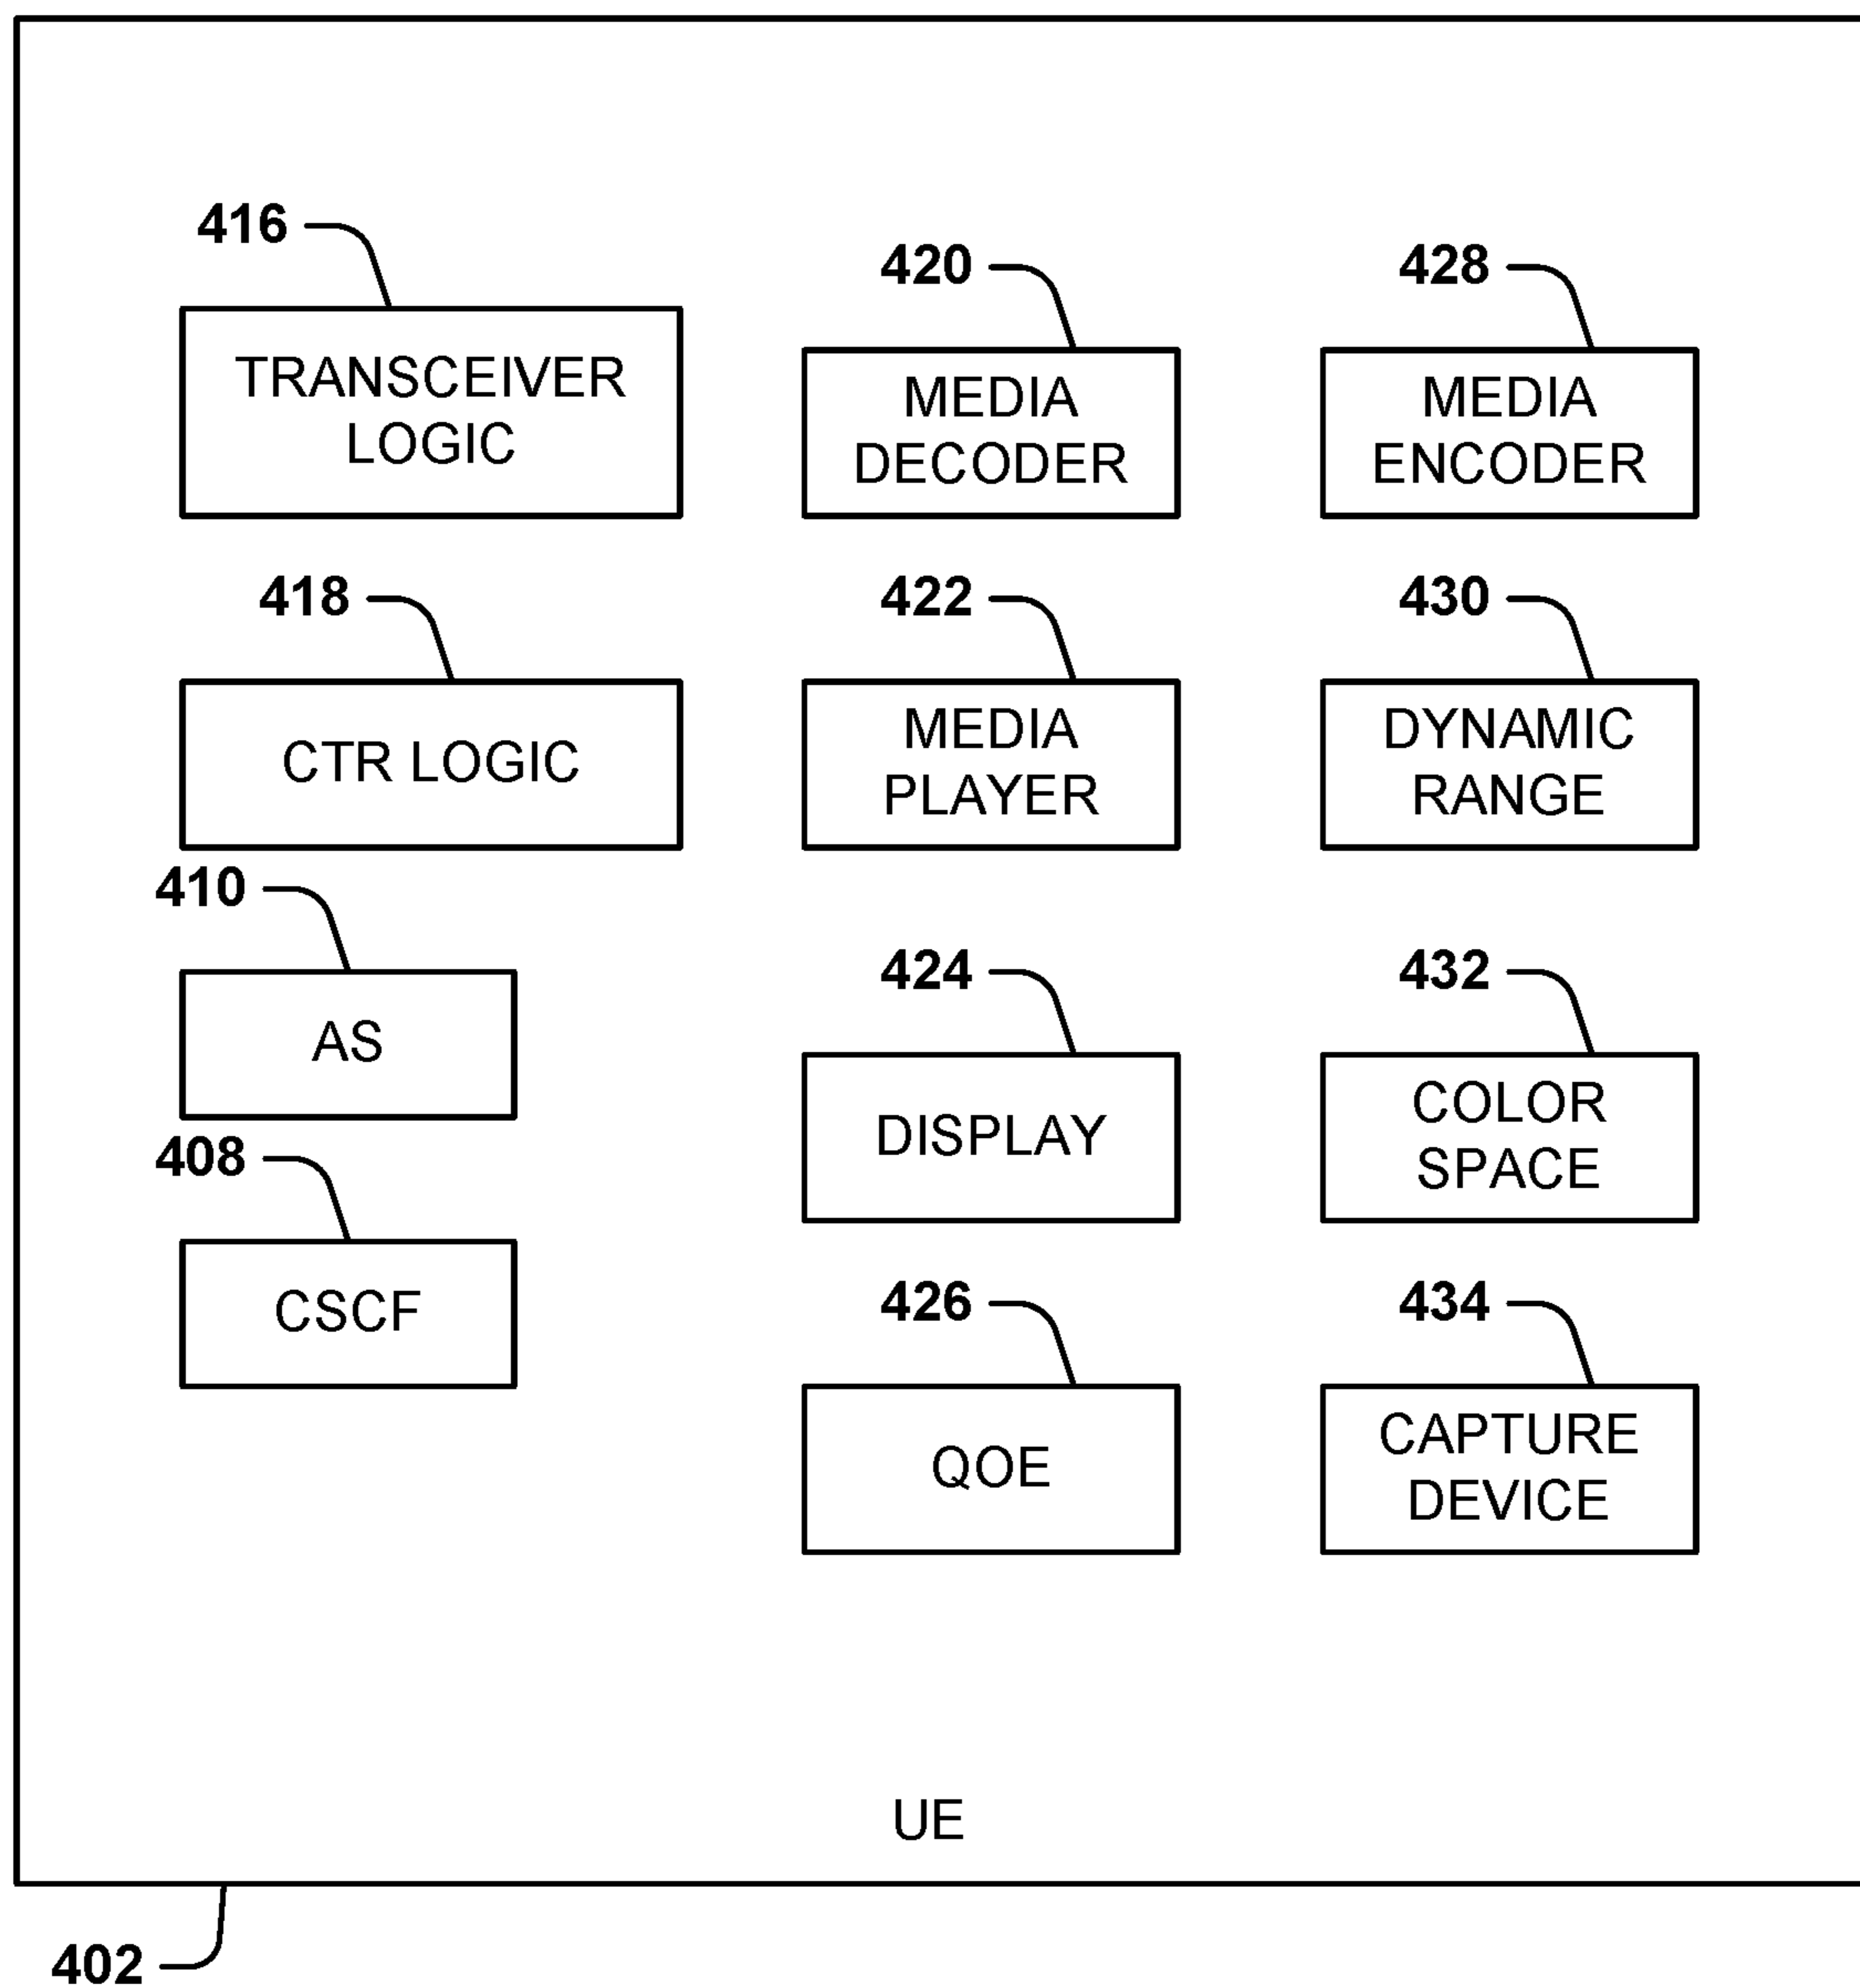 416
TRANSCEIVER
LOGIC
418
CTR LOGIC
410
AS
408
CSCF
420
MEDIA
DECODER
422
MEDIA
PLAYER
424
DISPLAY
426
QOE
428
MEDIA
ENCODER
430
DYNAMIC
RANGE
432
COLOR
SPACE
434
CAPTURE
DEVICE
UE
402